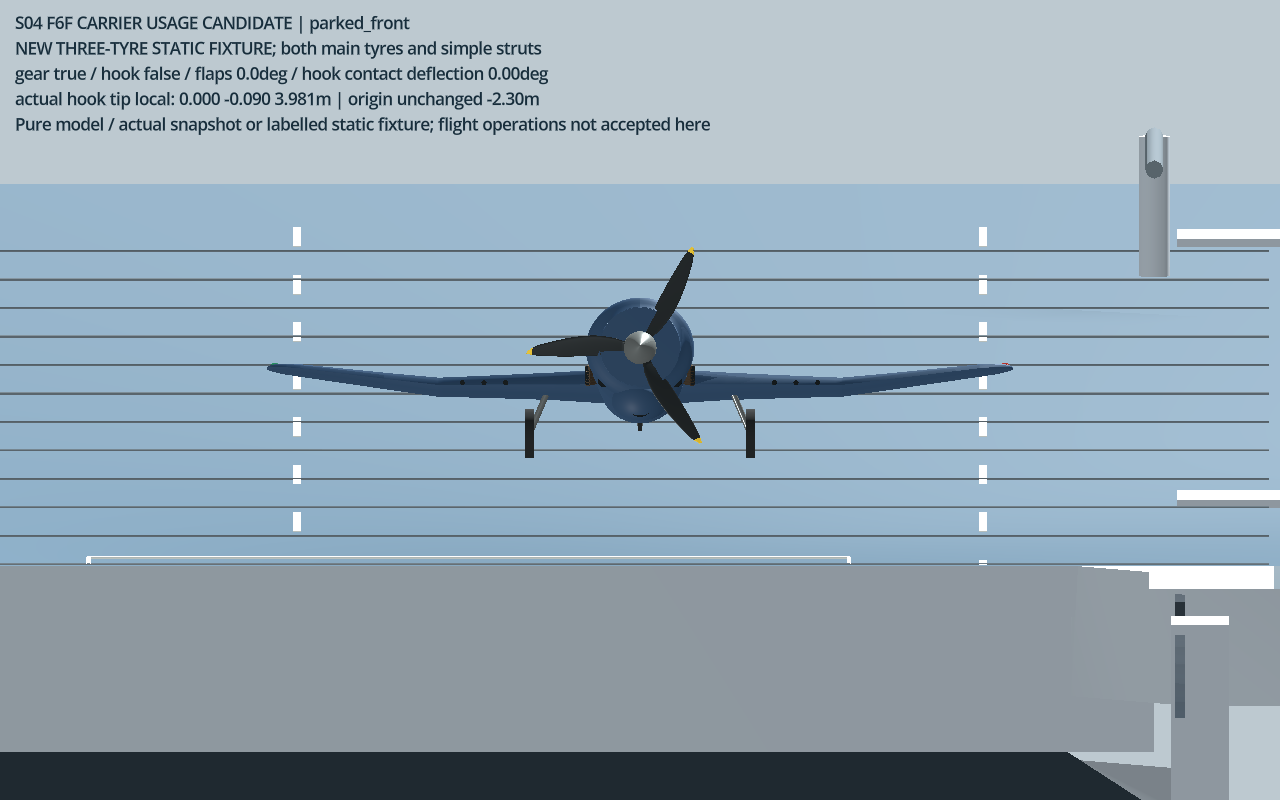 S04 F6F CARRIER USAGE CANDIDATE | parked_front
NEW THREE-TYRE STATIC FIXTURE; both main tyres and simple struts
gear true / hook false / flaps 0.0deg / hook contact deflection 0.00deg
actual hook tip local: 0.000 -0.090 3.981m | origin unchanged -2.30m
Pure model / actual snapshot or labelled static fixture; flight operations not accepted here